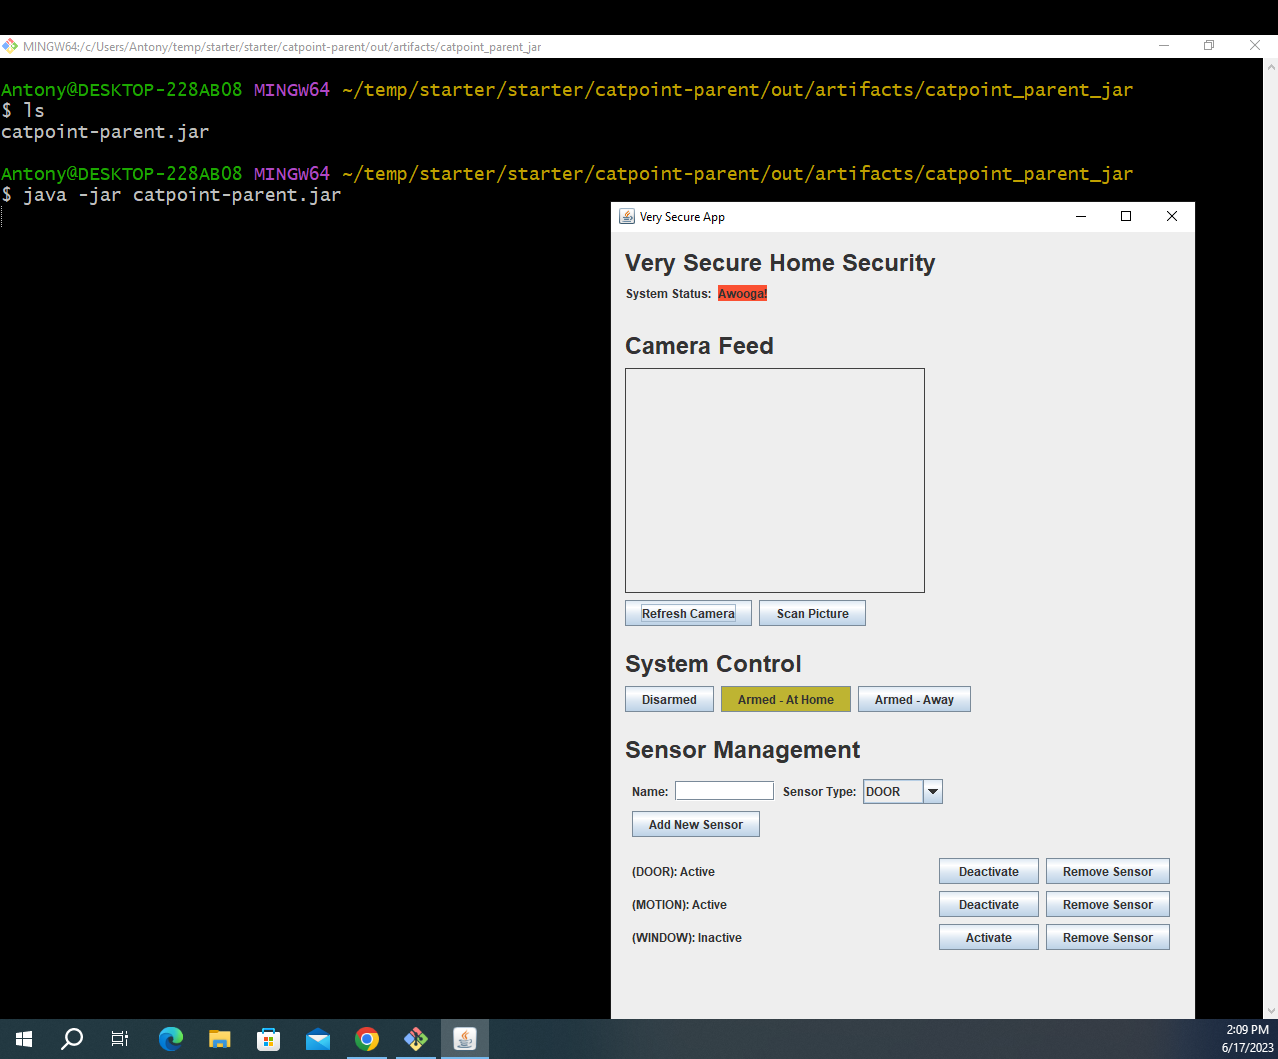 MINGW64:/c/Users/Antony/temp/starter/starter/catpoint-parent/out/artifacts/catpoint_parent_jar
Antony@DESKTOP-228AB08 MINGW64 ~/temp/starter/starter/catpoint-parent/out/artifacts/catpoint_parent_jar
$ ls
catpoint-parent.jar
Antony@DESKTOP-228AB08 MINGW64 ~/temp/starter/starter/catpoint-parent/out/artifacts/catpoint_parent_jar
$ java -jar catpoint-parent.jar
Very Secure App
Very Secure Home Security
System Status: Awooga!
Camera Feed
Refresh Camera Scan Picture
System Control
Disarmed Armed - At Home Armed - Away
Sensor Management
Name: Sensor Type: DOOR
Add New Sensor
(DOOR): Active Deactivate Remove Sensor
(MOTION): Active Deactivate Remove Sensor
(WINDOW): Inactive Activate Remove Sensor
2:09 PM
6/17/2023